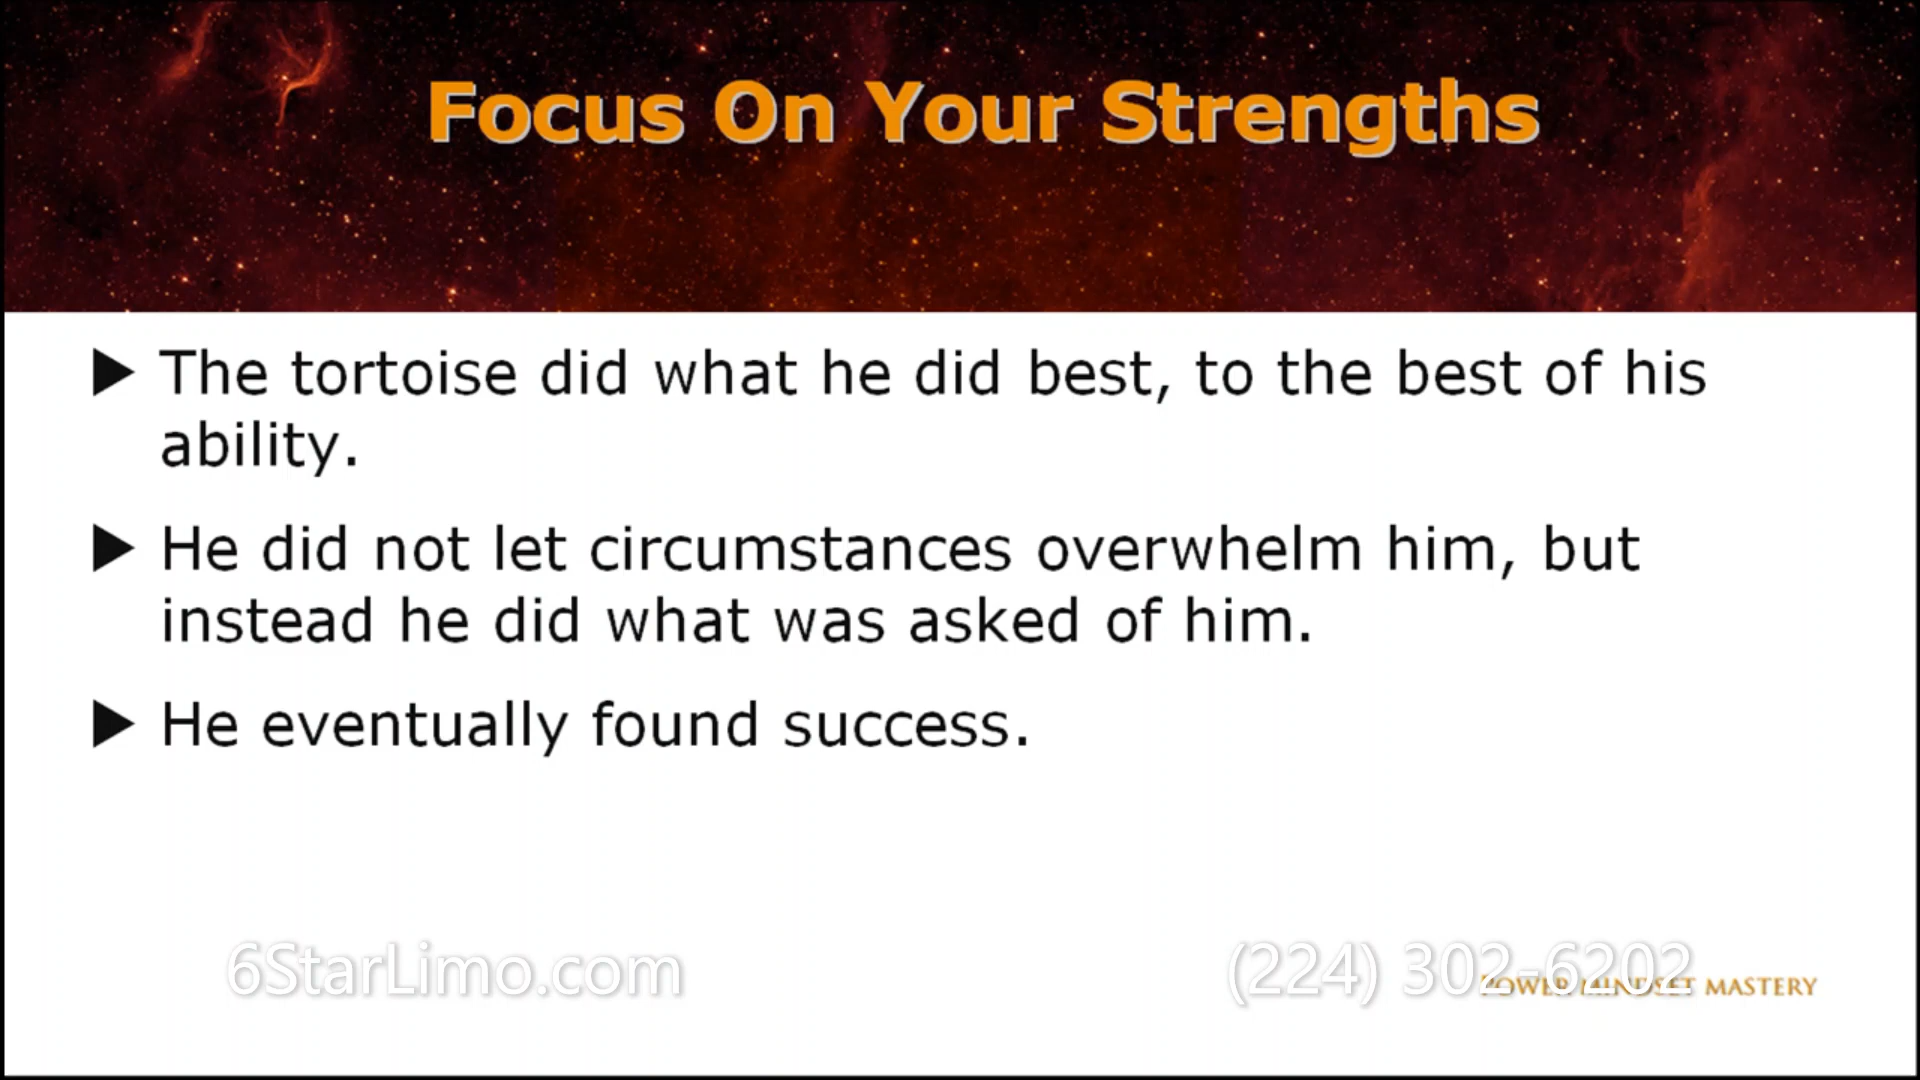 Focus On Your Strengths
▶ The tortoise did what he did best, to the best of his
ability.
▶ He did not let circumstances overwhelm him, but
instead he did what was asked of him.
▶ He eventually found success.
6StarLimo.com
(224) 302-6202
POWER MINDSET MASTERY